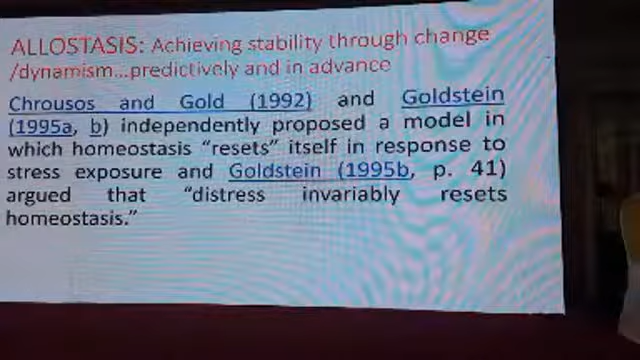 ALLOSTASIS: Achieving stability through change
/dynamism...predictively and in advance
Chrousos and Gold (1992) and Goldstein
(1995a, b) independently proposed a model in
which homeostasis “resets” itself in response to
stress exposure and Goldstein (1995b, p. 41)
argued that “distress invariably resets
homeostasis.”